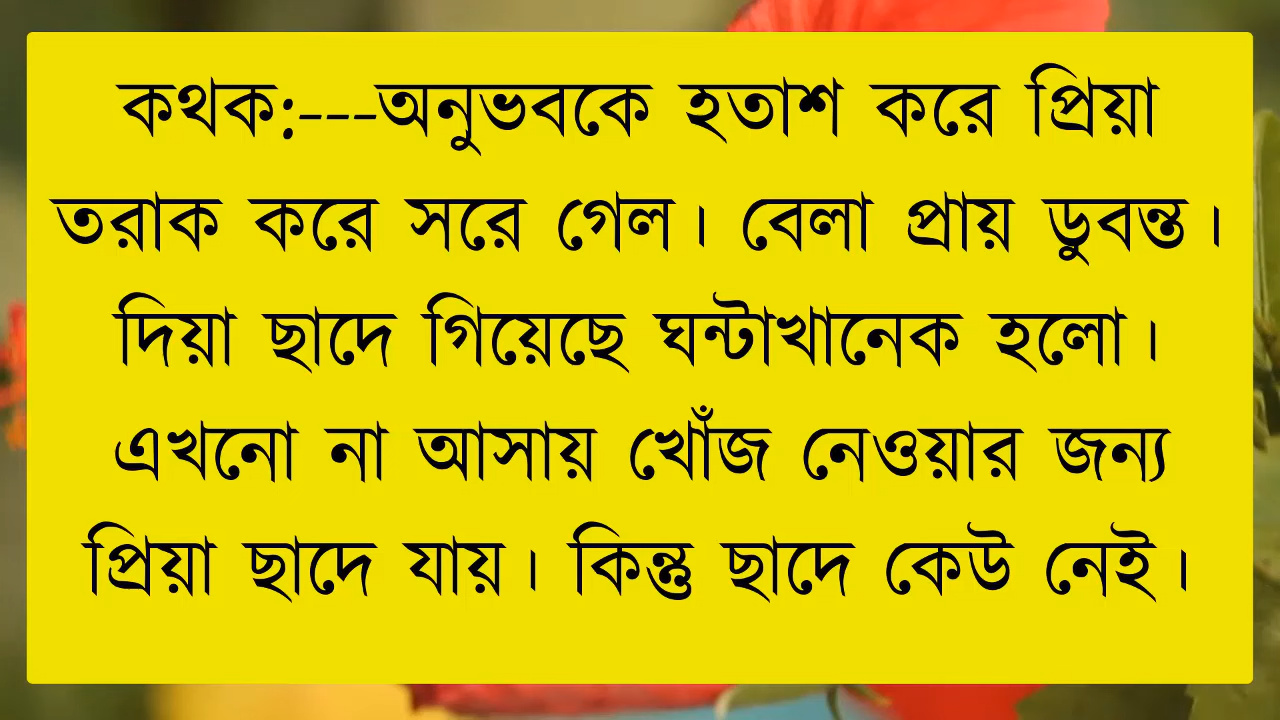 কথক:---অনুভবকে হতাশ করে প্রিয়া
তরাক করে সরে গেল। বেলা প্রায় ডুবন্ত।
দিয়া ছাদে গিয়েছে ঘন্টাখানেক হলো।
এখনো না আসায় খোঁজ নেওয়ার জন্য
প্রিয়া ছাদে যায়। কিন্তু ছাদে কেউ নেই।